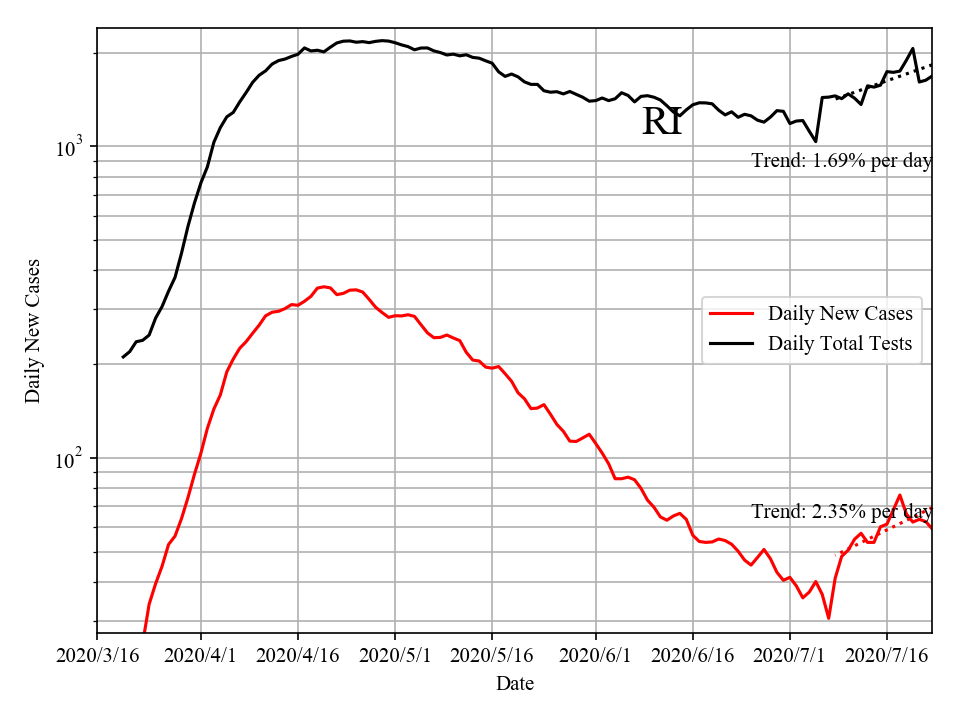 RI
10³
Trend: 1.69% per day
Daily New Cases
Daily New Cases
Daily Total Tests
10²
Trend: 2.35% per day
2020/3/16 2020/4/1 2020/4/16 2020/5/1 2020/5/16 2020/6/1 2020/6/16 2020/7/1 2020/7/16
Date